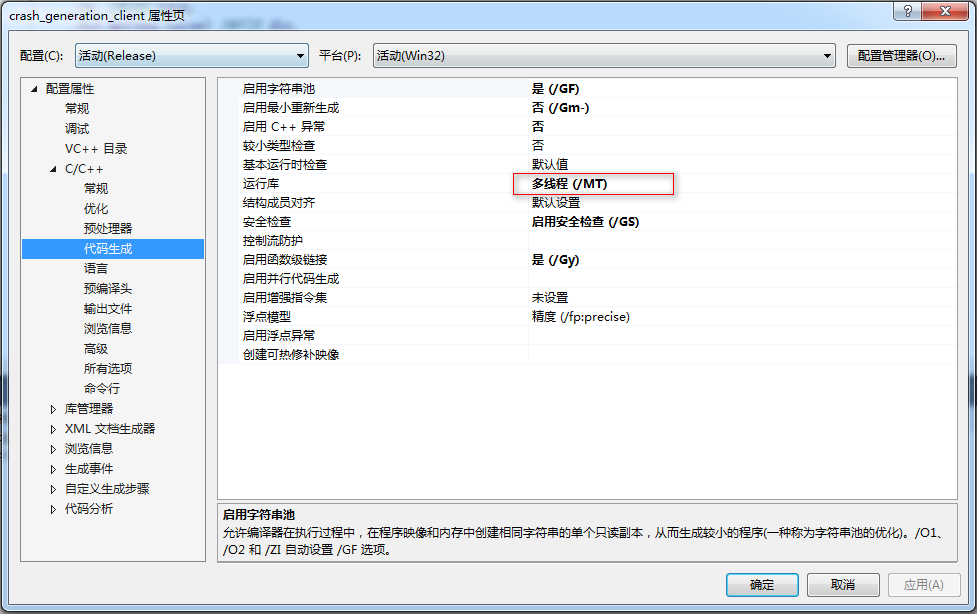 crash_generation_client 属性页
配置(C): 活动(Release) 平台(P): 活动(Win32) 配置管理器(O)...
配置属性
常规
调试
VC++ 目录
C/C++
常规
优化
预处理器
代码生成
语言
预编译头
输出文件
浏览信息
高级
所有选项
命令行
库管理器
XML 文档生成器
浏览信息
生成事件
自定义生成步骤
代码分析
启用字符串池 是 (/GF)
启用最小重新生成 否 (/Gm-)
启用 C++ 异常 否
较小类型检查 否
基本运行时检查 默认值
运行库 多线程 (/MT)
结构成员对齐 默认设置
安全检查 启用安全检查 (/GS)
控制流防护
启用函数级链接 是 (/Gy)
启用并行代码生成
启用增强指令集 未设置
浮点模型 精度 (/fp:precise)
启用浮点异常
创建可热修补映像
启用字符串池
允许编译器在执行过程中，在程序映像和内存中创建相同字符串的单个只读副本，从而生成较小的程序(一种称为字符串池的优化)。/O1、
/O2 和 /ZI 自动设置 /GF 选项。
确定 取消 应用(A)